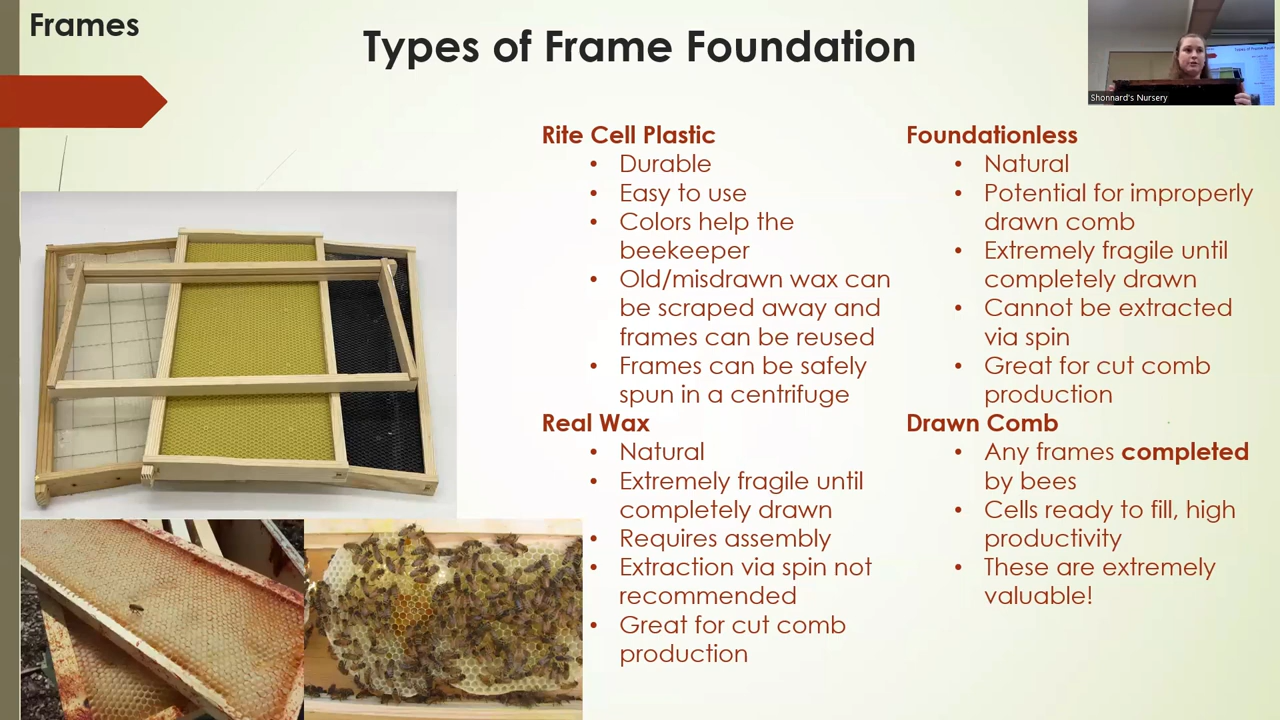 Frames
Types of Frame Foundation
Shonnard's Nursery
Rite Cell Plastic
• Durable
• Easy to use
• Colors help the
beekeeper
• Old/misdrawn wax can
be scraped away and
frames can be reused
• Frames can be safely
spun in a centrifuge
Real Wax
• Natural
• Extremely fragile until
completely drawn
• Requires assembly
• Extraction via spin not
recommended
• Great for cut comb
production
Foundationless
• Natural
• Potential for improperly
drawn comb
• Extremely fragile until
completely drawn
• Cannot be extracted
via spin
• Great for cut comb
production
Drawn Comb
• Any frames completed
by bees
• Cells ready to fill, high
productivity
• These are extremely
valuable!